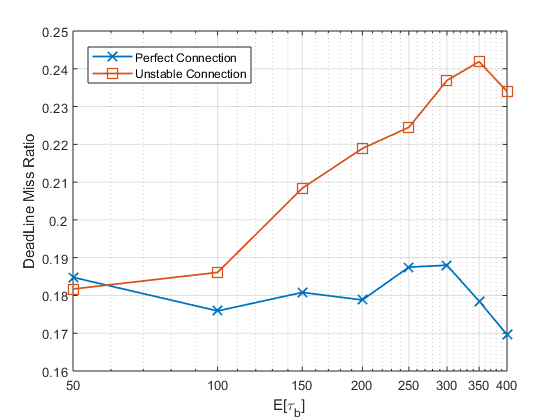 0.25
0.24
0.23
0.22
0.21
0.2
0.19
0.18
0.17
0.16
DeadLine Miss Ratio
Perfect Connection
Unstable Connection
50 100 150 200 250 300 350 400
E[τb]